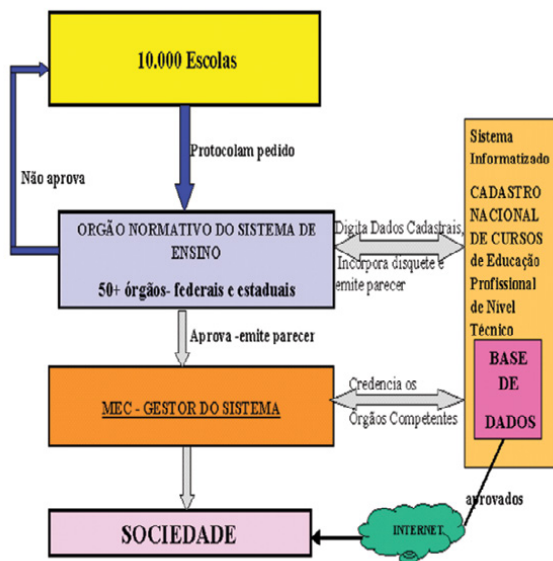 10.000 Escolas
Protocolam pedido
Não aprova
ORGÃO NORMATIVO DO SISTEMA DE
ENSINO
50+ órgãos- federais e estaduais
Digita Dados Cadastrais,
Incorpora disquete e
emite parecer
Sistema
Informatizado
CADASTRO
NACIONAL
DE CURSOS
de Educação
Profissional
de Nível
Técnico
BASE
DE
DADOS
Aprova -emite parecer
MEC - GESTOR DO SISTEMA
Credencia os
Órgãos Competentes
SOCIEDADE
INTERNET
aprovados